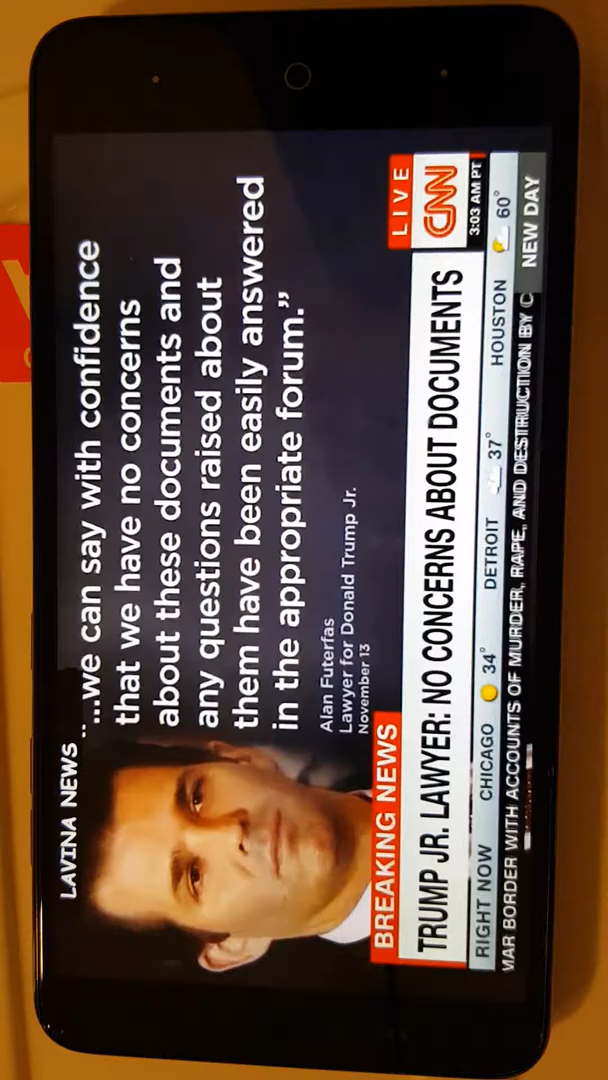 LAVINA NEWS
...we can say with confidence
that we have no concerns
about these documents and
any questions raised about
them have been easily answered
in the appropriate forum.”
Alan Futerfas
Lawyer for Donald Trump Jr.
November 13
BREAKING NEWS
LIVE
TRUMP JR. LAWYER: NO CONCERNS ABOUT DOCUMENTS
CNN
RIGHT NOW CHICAGO 34° DETROIT 37° HOUSTON 60°
3:03 AM PT
MAR BORDER WITH ACCOUNTS OF MURDER, RAPE, AND DESTRUCTION BY C
NEW DAY